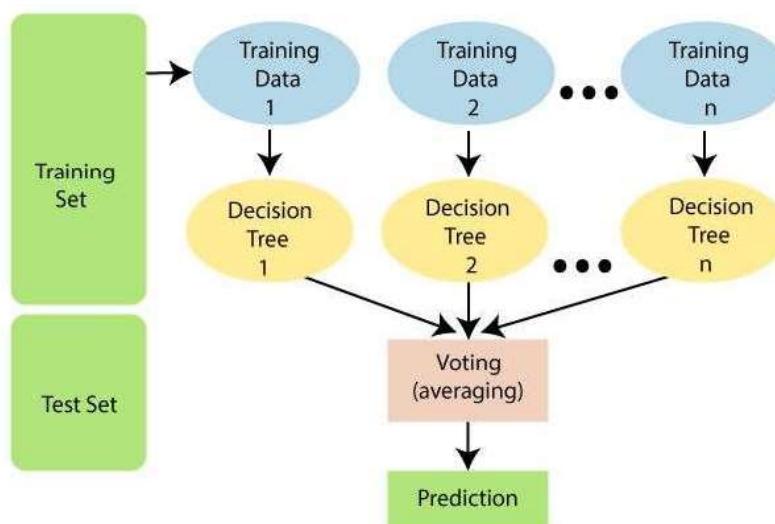 Training
Set
Test Set
Training
Data
1
Training
Data
2
Training
Data
n
Decision
Tree
1
Decision
Tree
2
Decision
Tree
n
Voting
(averaging)
Prediction